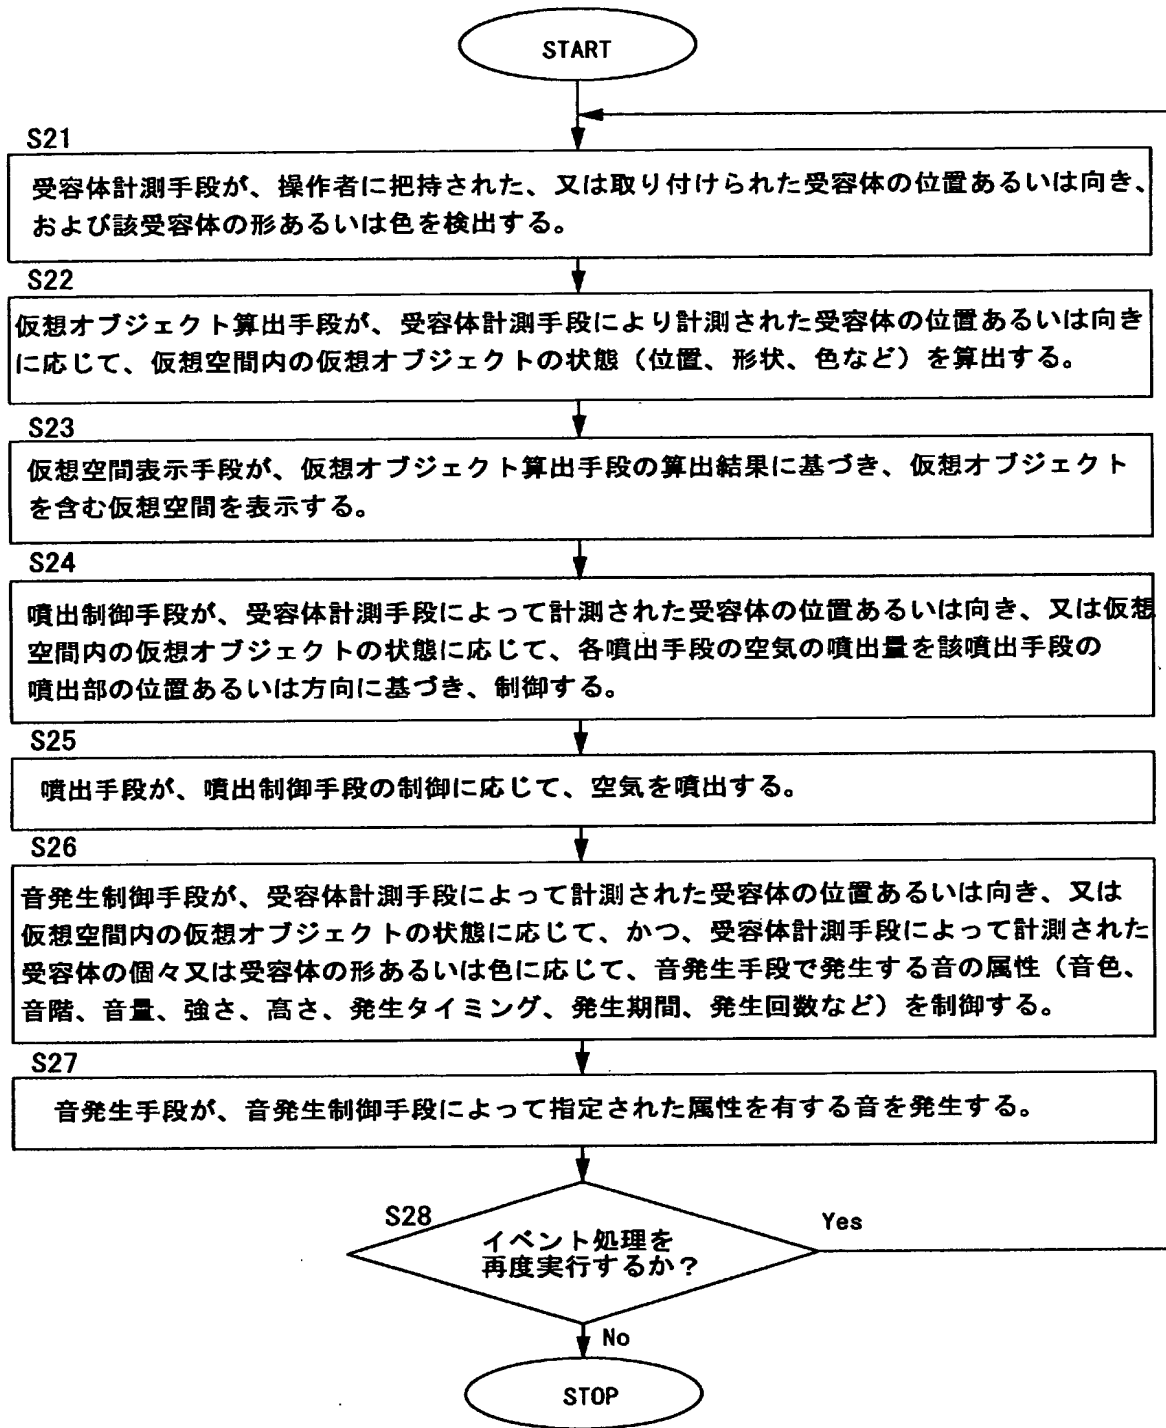 START
S21
受容体計測手段が、操作者に把持された、又は取り付けられた受容体の位置あるいは向き、
および該受容体の形あるいは色を検出する。
S22
仮想オブジェクト算出手段が、受容体計測手段により計測された受容体の位置あるいは向き
に応じて、仮想空間内の仮想オブジェクトの状態（位置、形状、色など）を算出する。
S23
仮想空間表示手段が、仮想オブジェクト算出手段の算出結果に基づき、仮想オブジェクト
を含む仮想空間を表示する。
S24
噴出制御手段が、受容体計測手段によって計測された受容体の位置あるいは向き、又は仮想
空間内の仮想オブジェクトの状態に応じて、各噴出手段の空気の噴出量を該噴出手段の
噴出部の位置あるいは方向に基づき、制御する。
S25
噴出手段が、噴出制御手段の制御に応じて、空気を噴出する。
S26
音発生制御手段が、受容体計測手段によって計測された受容体の位置あるいは向き、又は
仮想空間内の仮想オブジェクトの状態に応じて、かつ、受容体計測手段によって計測された
受容体の個々又は受容体の形あるいは色に応じて、音発生手段で発生する音の属性（音色、
音階、音量、強さ、高さ、発生タイミング、発生期間、発生回数など）を制御する。
S27
音発生手段が、音発生制御手段によって指定された属性を有する音を発生する。
S28
イベント処理を
再度実行するか？
Yes
No
STOP